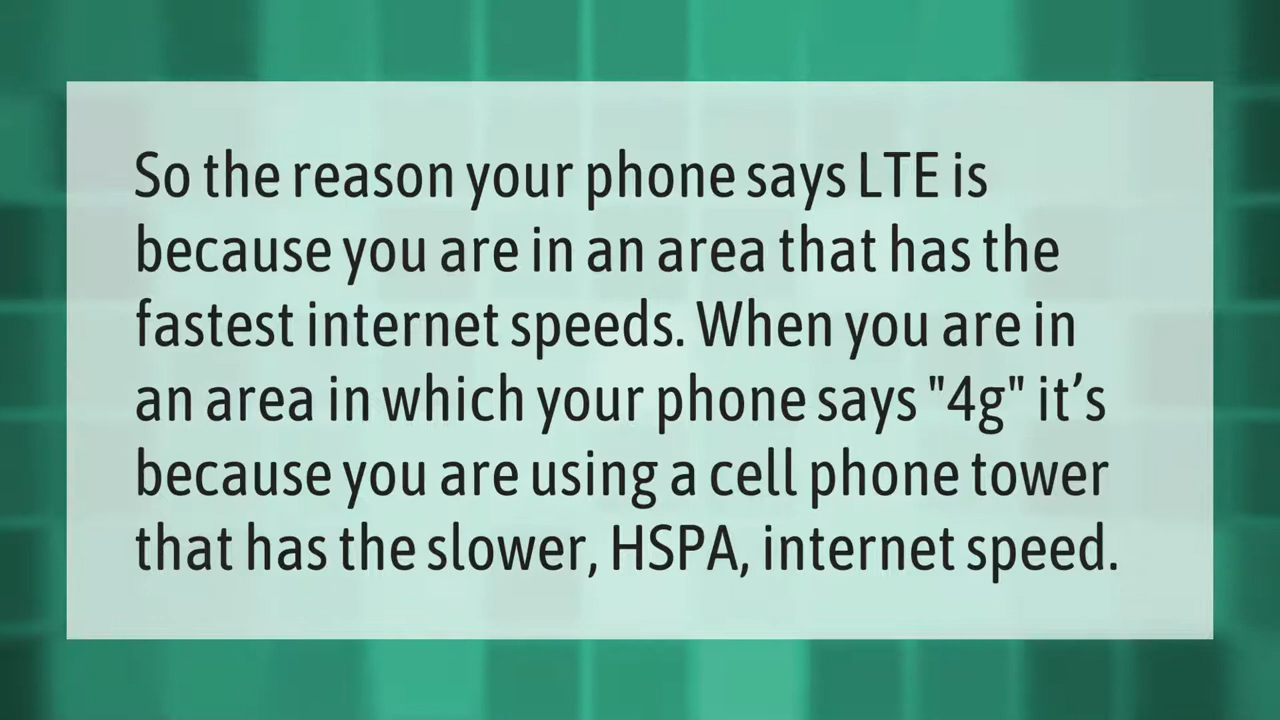 So the reason your phone says LTE is
because you are in an area that has the
fastest internet speeds. When you are in
an area in which your phone says "4g" it’s
because you are using a cell phone tower
that has the slower, HSPA, internet speed.